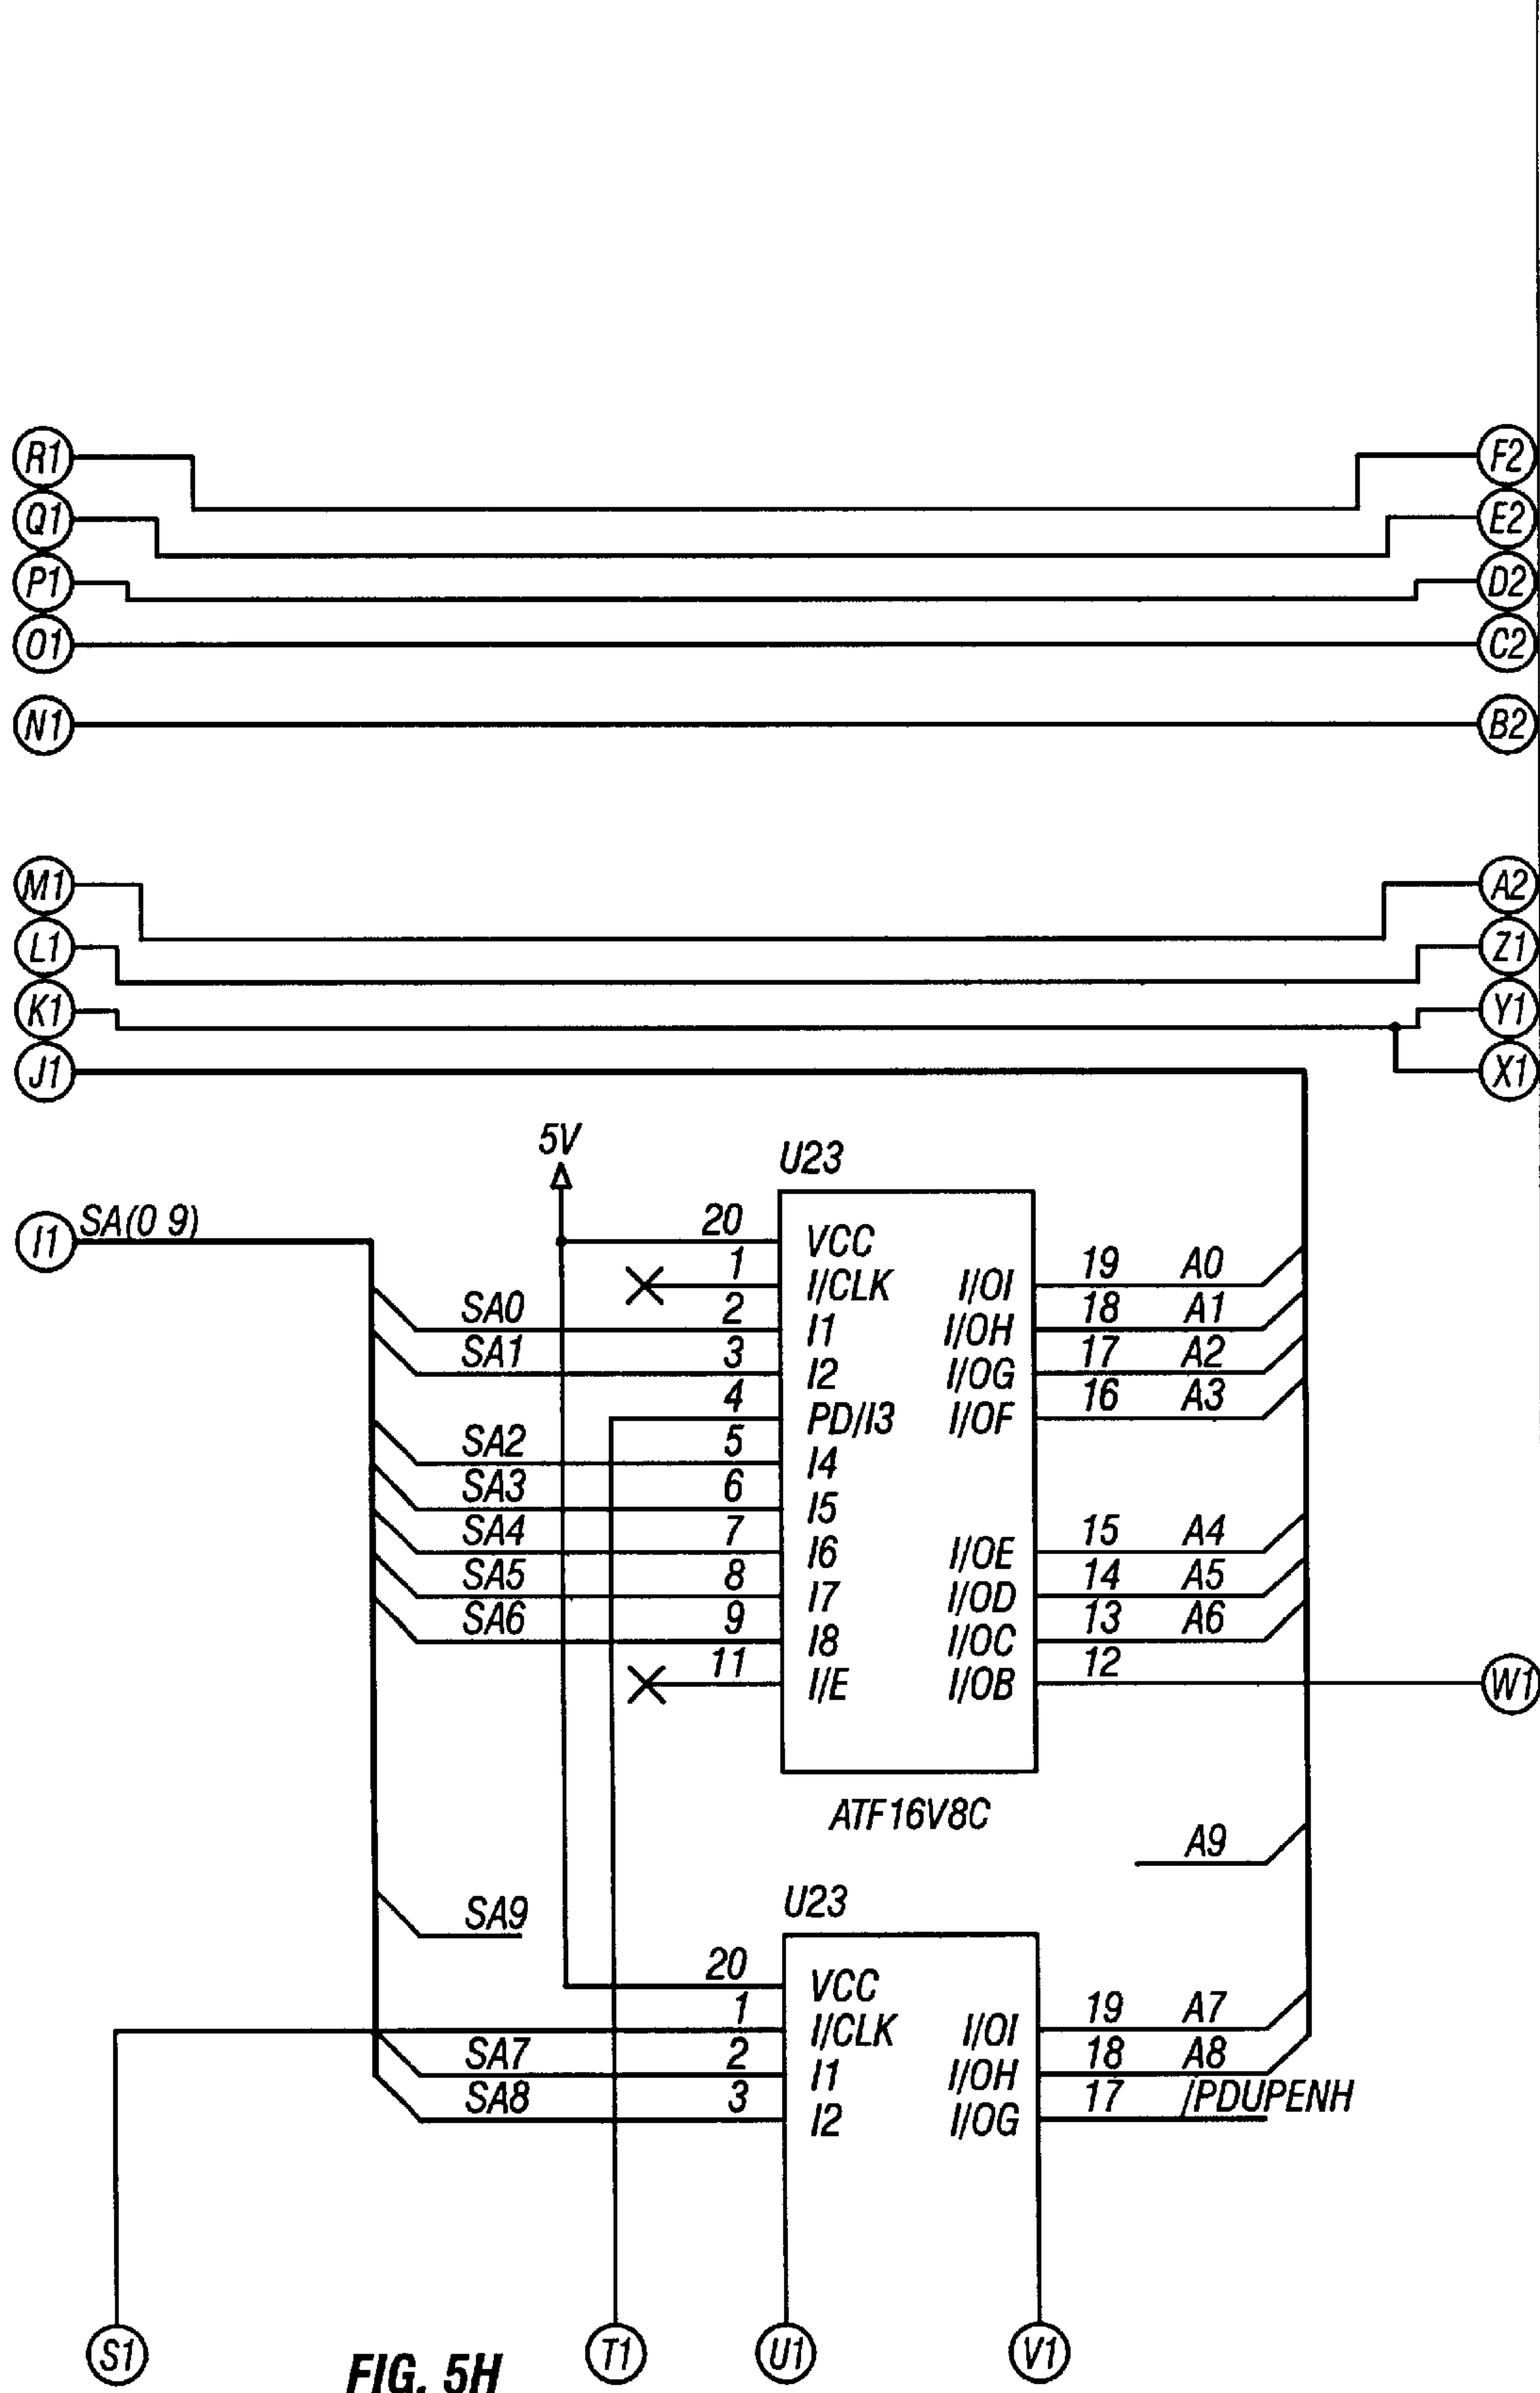 R1 F2
Q1 E2
P1 D2
O1 C2
N1 B2
M1 A2
L1 Z1
K1 Y1
J1 X1
5V
U23
I1 SA(0 9)
20 VCC
1 I/CLK I/OI 19 A0
SA0 2 I1 I/OH 18 A1
SA1 3 I2 I/OG 17 A2
4 PD/I3 I/OF 16 A3
SA2 5 I4
SA3 6 I5
SA4 7 I6 I/OE 15 A4
SA5 8 I7 I/OD 14 A5
SA6 9 I8 I/OC 13 A6
11 I/E I/OB 12 W1
ATF16V8C
A9
U23
SA9
20 VCC
1 I/CLK I/OI 19 A7
SA7 2 I1 I/OH 18 A8
SA8 3 I2 I/OG 17 /PDUPENH
S1 T1 U1 V1
FIG. 5H